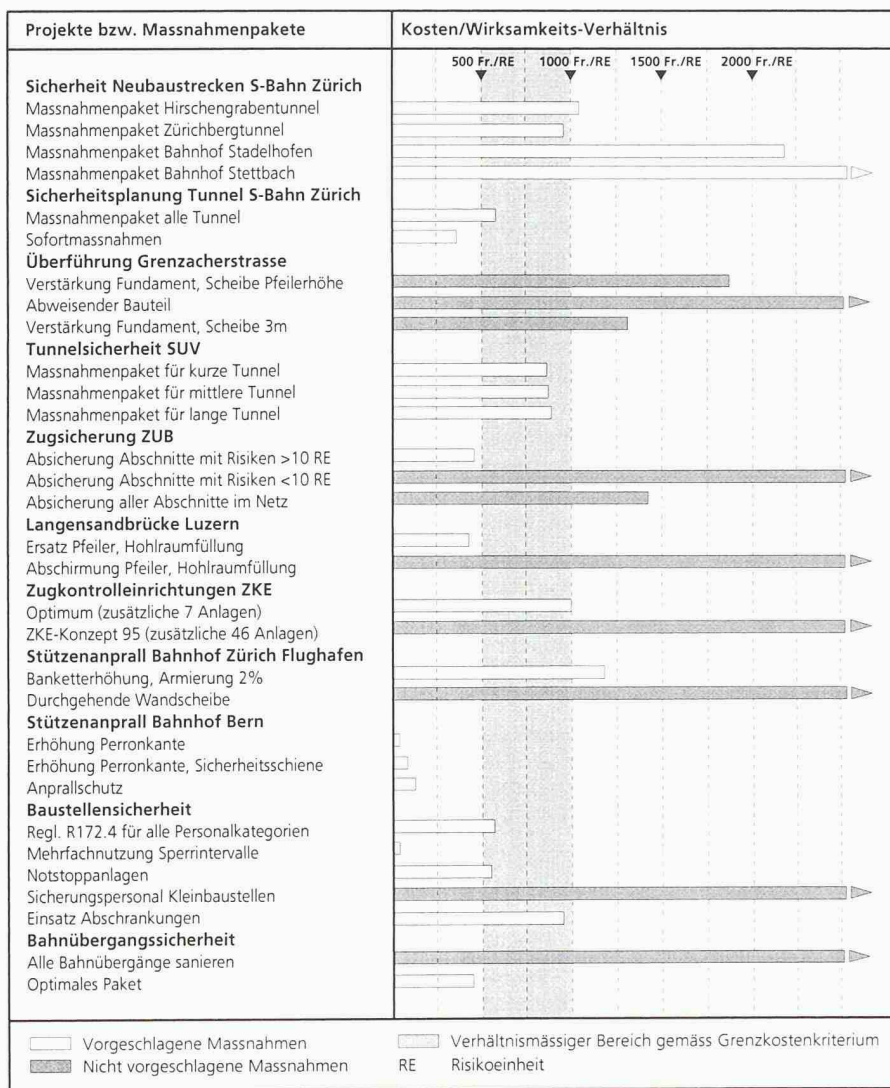 Projekte bzw. Massnahmenpakete
Kosten/Wirksamkeits-Verhältnis
500 Fr./RE 1000 Fr./RE 1500 Fr./RE 2000 Fr./RE
Sicherheit Neubaustrecken S-Bahn Zürich
Massnahmenpaket Hirschengrabentunnel
Massnahmenpaket Zürichbergtunnel
Massnahmenpaket Bahnhof Stadelhofen
Massnahmenpaket Bahnhof Stettbach
Sicherheitsplanung Tunnel S-Bahn Zürich
Massnahmenpaket alle Tunnel
Sofortmassnahmen
Überführung Grenzacherstrasse
Verstärkung Fundament, Scheibe Pfeilerhöhe
Abweisender Bauteil
Verstärkung Fundament, Scheibe 3m
Tunnelsicherheit SUV
Massnahmenpaket für kurze Tunnel
Massnahmenpaket für mittlere Tunnel
Massnahmenpaket für lange Tunnel
Zugsicherung ZUB
Absicherung Abschnitte mit Risiken >10 RE
Absicherung Abschnitte mit Risiken <10 RE
Absicherung aller Abschnitte im Netz
Langensandbrücke Luzern
Ersatz Pfeiler, Hohlraumfüllung
Abschirmung Pfeiler, Hohlraumfüllung
Zugkontrolleinrichtungen ZKE
Optimum (zusätzliche 7 Anlagen)
ZKE-Konzept 95 (zusätzliche 46 Anlagen)
Stützenanprall Bahnhof Zürich Flughafen
Banketterhöhung, Armierung 2%
Durchgehende Wandscheibe
Stützenanprall Bahnhof Bern
Erhöhung Perronkante
Erhöhung Perronkante, Sicherheitsschiene
Anprallschutz
Baustellensicherheit
Regl. R172.4 für alle Personalkategorien
Mehrfachnutzung Sperrintervalle
Notstoppanlagen
Sicherungspersonal Kleinbaustellen
Einsatz Abschrankungen
Bahnübergangssicherheit
Alle Bahnübergänge sanieren
Optimales Paket
Vorgeschlagene Massnahmen
Verhältnismässiger Bereich gemäss Grenzkostenkriterium
Nicht vorgeschlagene Massnahmen
RE Risikoeinheit